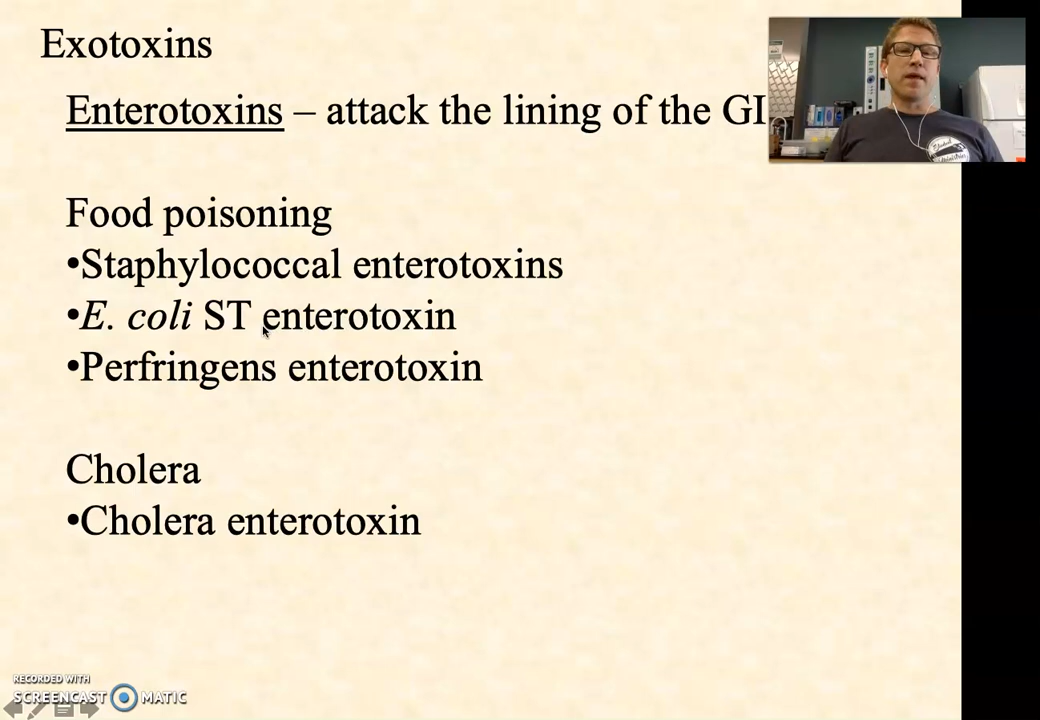 Exotoxins
Enterotoxins – attack the lining of the GI
Food poisoning
•Staphylococcal enterotoxins
•E. coli ST enterotoxin
•Perfringens enterotoxin
Cholera
•Cholera enterotoxin
RECORDED WITH
SCREENCAST MATIC